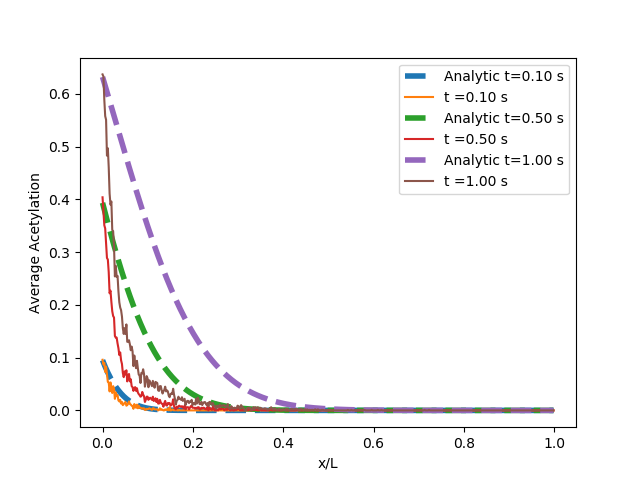 Analytic t=0.10 s
t =0.10 s
Analytic t=0.50 s
t =0.50 s
Analytic t=1.00 s
t =1.00 s
Average Acetylation
0.6
0.5
0.4
0.3
0.2
0.1
0.0
0.0 0.2 0.4 0.6 0.8 1.0
x/L